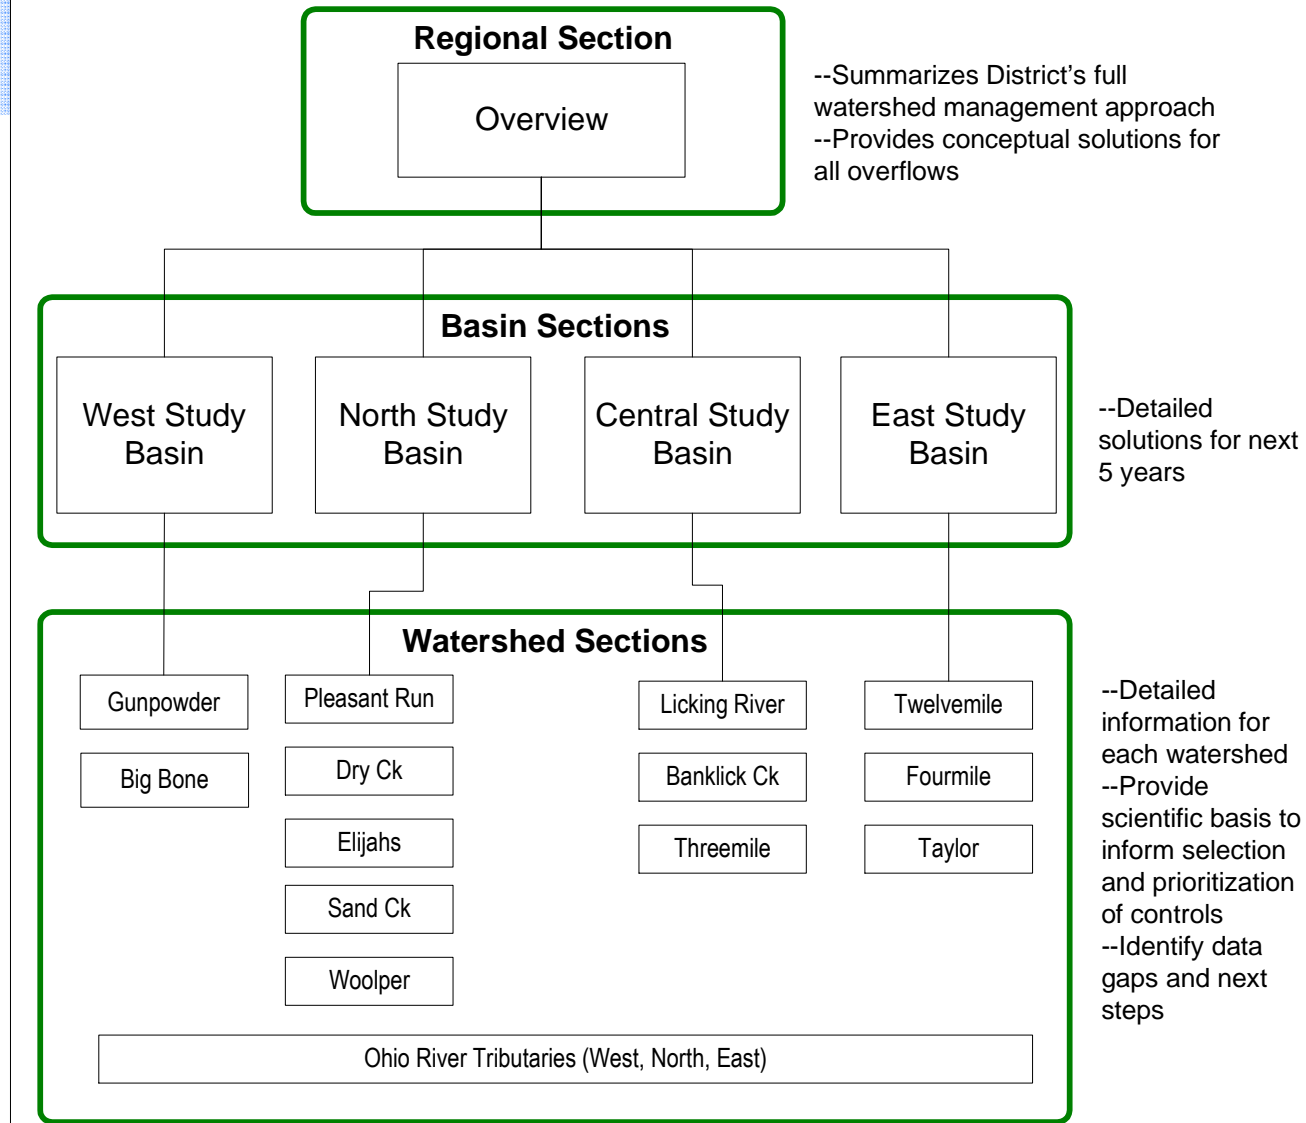 Regional Section
Overview
--Summarizes District's full
watershed management approach
--Provides conceptual solutions for
all overflows
Basin Sections
West Study
Basin
North Study
Basin
Central Study
Basin
East Study
Basin
--Detailed
solutions for next
5 years
Watershed Sections
Gunpowder
Big Bone
Pleasant Run
Dry Ck
Elijahs
Sand Ck
Woolper
Licking River
Banklick Ck
Threemile
Twelvemile
Fourmile
Taylor
Ohio River Tributaries (West, North, East)
--Detailed
information for
each watershed
--Provide
scientific basis to
inform selection
and prioritization
of controls
--Identify data
gaps and next
steps